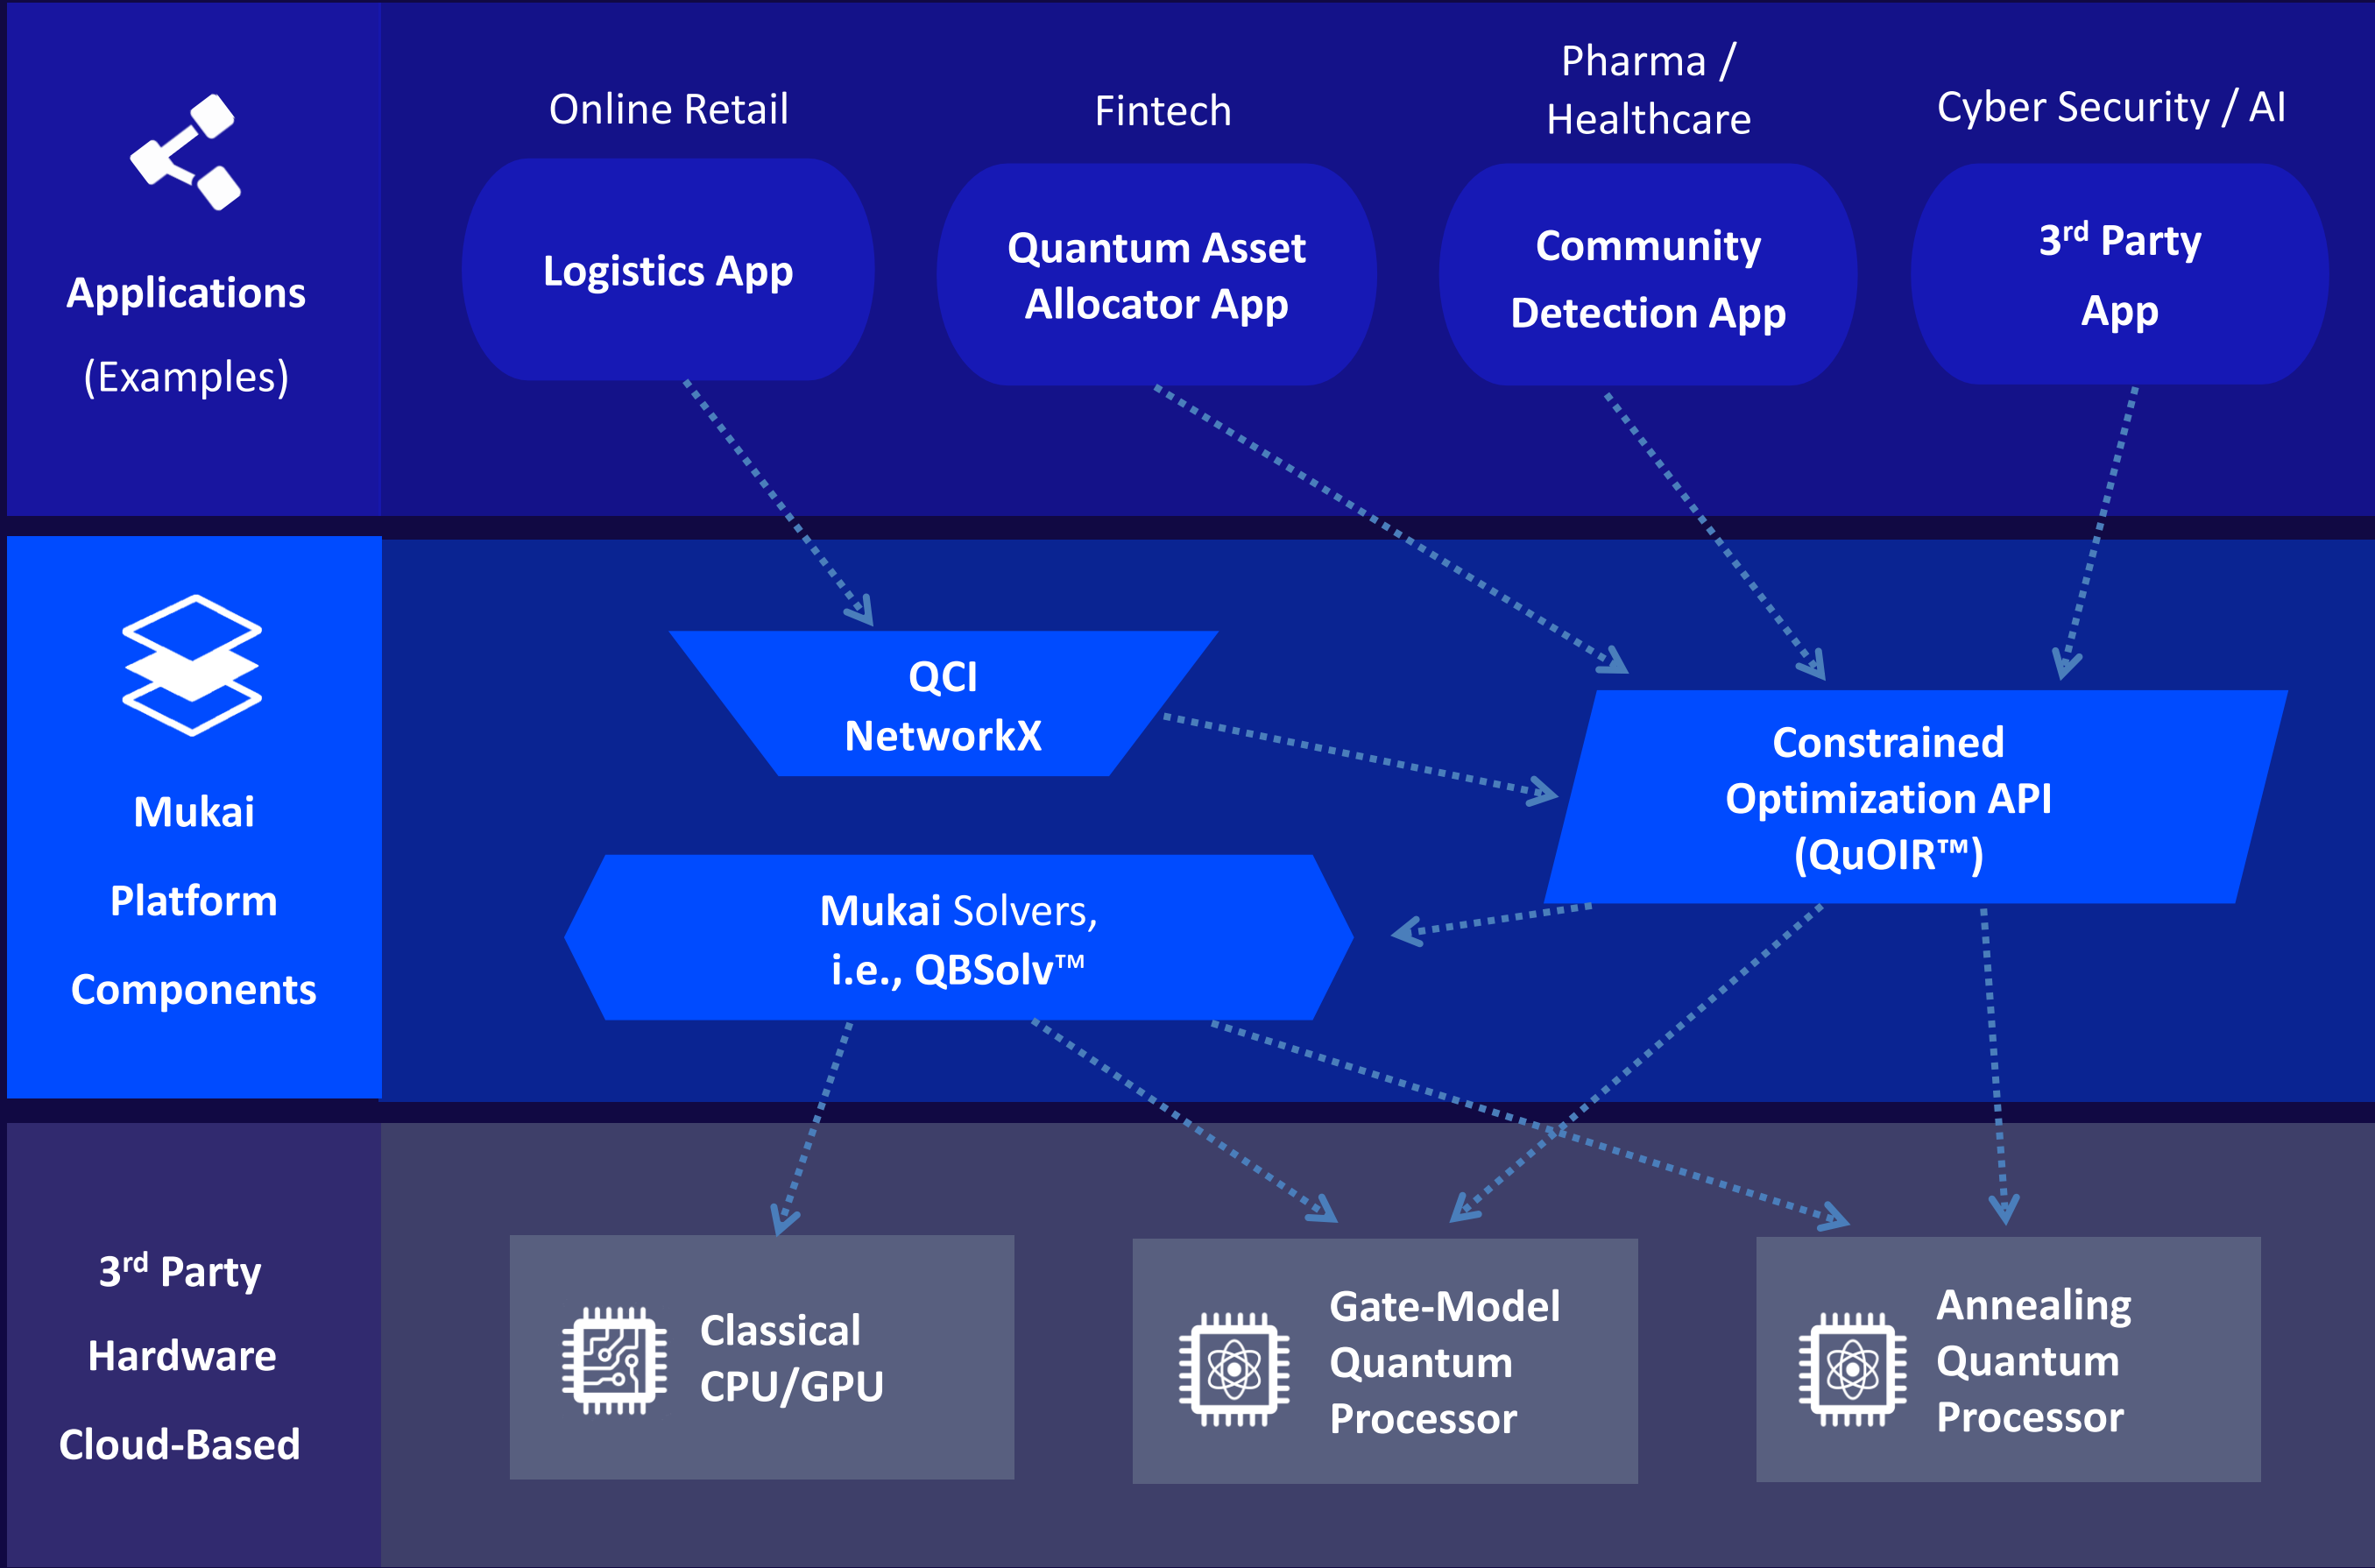 Applications
(Examples)
Online Retail
Logistics App
Fintech
Quantum Asset
Allocator App
Pharma /
Healthcare
Community
Detection App
Cyber Security / AI
3rd Party
App
Mukai
Platform
Components
QCI
NetworkX
Constrained
Optimization API
(QuOIR™)
Mukai Solvers,
i.e., QBSolv™
3rd Party
Hardware
Cloud-Based
Classical
CPU/GPU
Gate-Model
Quantum
Processor
Annealing
Quantum
Processor